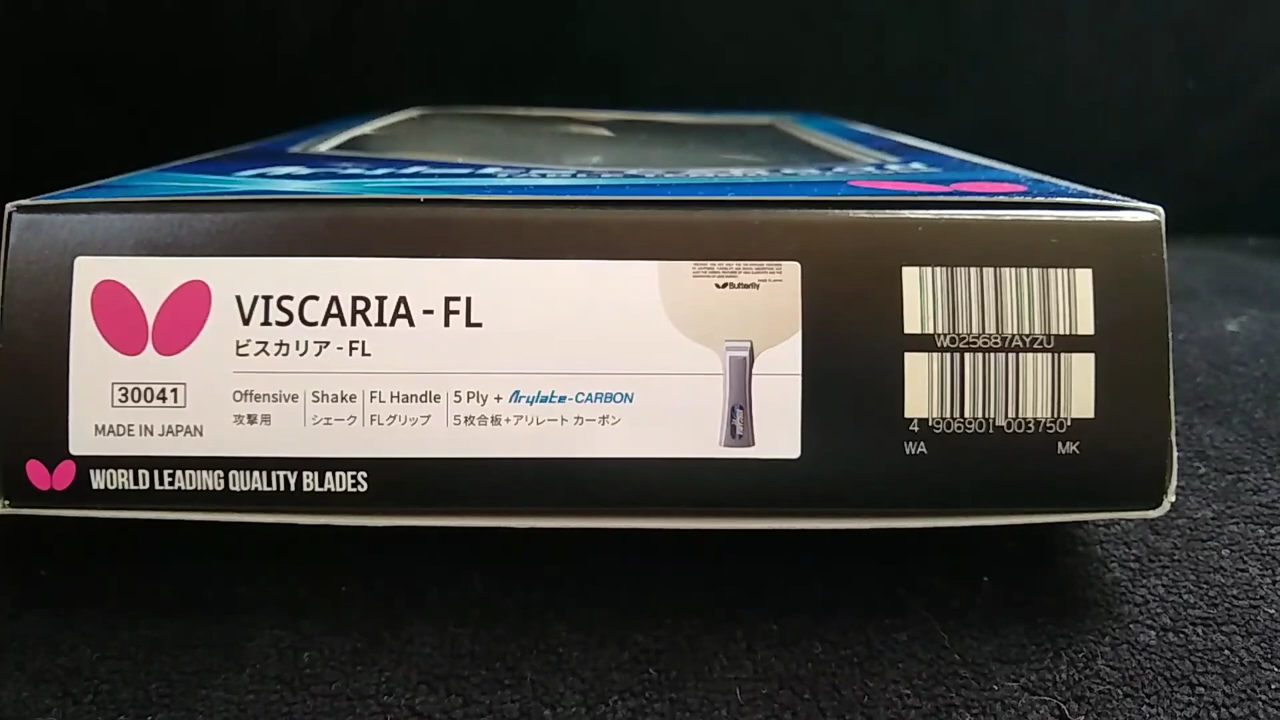 VISCARIA - FL
ビスカリア - FL
30041
MADE IN JAPAN
Offensive | Shake | FL Handle | 5 Ply + Arylate-CARBON
攻撃用 | シェーク | FLグリップ | 5枚合板+アリレート カーボン
Butterfly
WORLD LEADING QUALITY BLADES
WO25687AYZU
4 906901 003750
WA MK